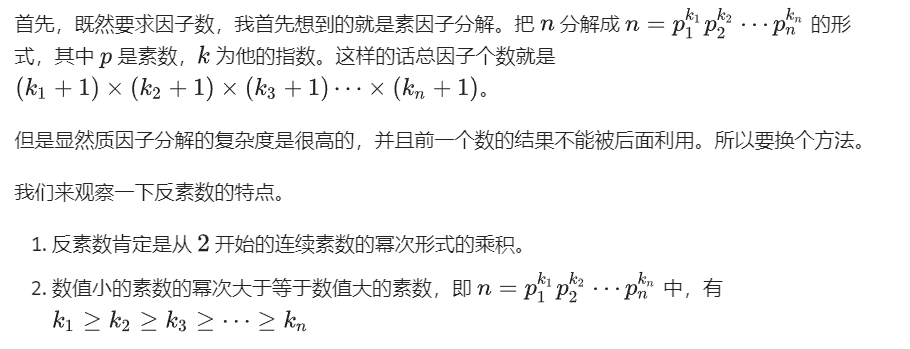 首先，既然要求因子数，我首先想到的就是素因子分解。把 $n$ 分解成 $n = p_1^{k_1} p_2^{k_2} \cdots p_n^{k_n}$ 的形
式，其中 $p$ 是素数，$k$ 为他的指数。这样的话总因子个数就是
$(k_1 + 1) \times (k_2 + 1) \times (k_3 + 1) \cdots \times (k_n + 1)$。
但是显然质因子分解的复杂度是很高的，并且前一个数的结果不能被后面利用。所以要换个方法。
我们来观察一下反素数的特点。
1. 反素数肯定是从 $2$ 开始的连续素数的幂次形式的乘积。
2. 数值小的素数的幂次大于等于数值大的素数，即 $n = p_1^{k_1} p_2^{k_2} \cdots p_n^{k_n}$ 中，有
$k_1 \geq k_2 \geq k_3 \geq \cdots \geq k_n$